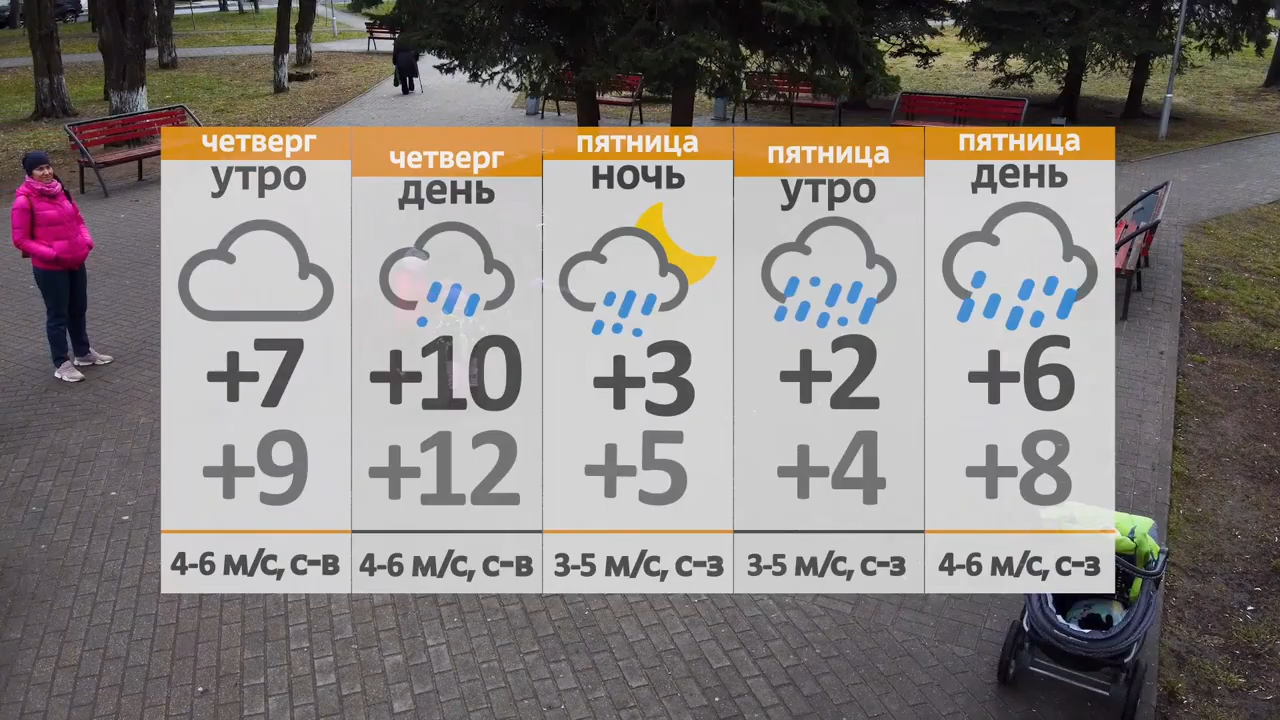 четверг
утро
+7
+9
4-6 м/с, с-в
четверг
день
+10
+12
4-6 м/с, с-в
пятница
ночь
+3
+5
3-5 м/с, с-з
пятница
утро
+2
+4
3-5 м/с, с-з
пятница
день
+6
+8
4-6 м/с, с-з